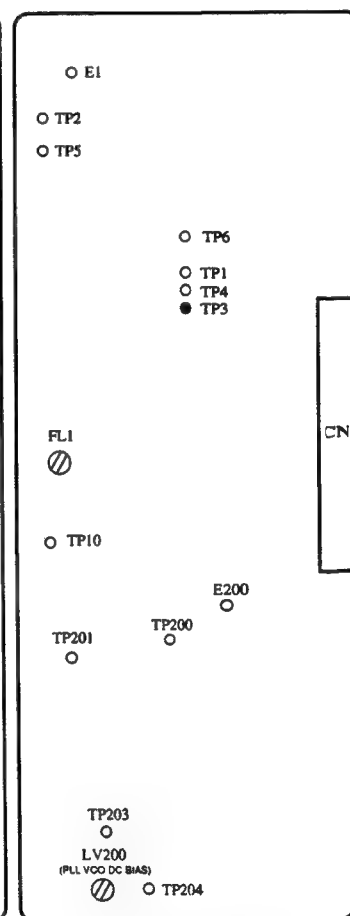 E1
TP2
TP5
TP6
TP1
TP4
TP3
CN
FL1
TP10
E200
TP200
TP201
TP203
LV200
(PLL VCO DC BIAS)
TP204